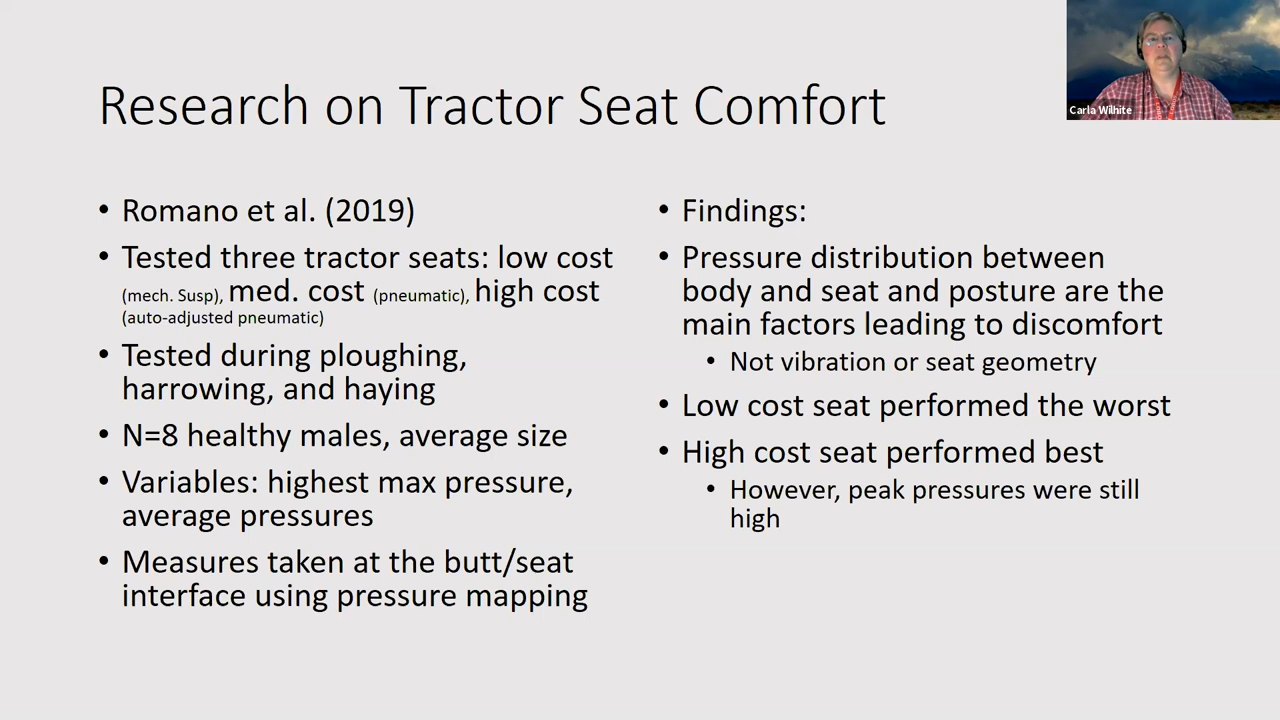 Research on Tractor Seat Comfort
Carla Wilhite
• Romano et al. (2019)
• Tested three tractor seats: low cost
(mech. Susp), med. cost (pneumatic), high cost
(auto-adjusted pneumatic)
• Tested during ploughing,
harrowing, and haying
• N=8 healthy males, average size
• Variables: highest max pressure,
average pressures
• Measures taken at the butt/seat
interface using pressure mapping
• Findings:
• Pressure distribution between
body and seat and posture are the
main factors leading to discomfort
• Not vibration or seat geometry
• Low cost seat performed the worst
• High cost seat performed best
• However, peak pressures were still
high